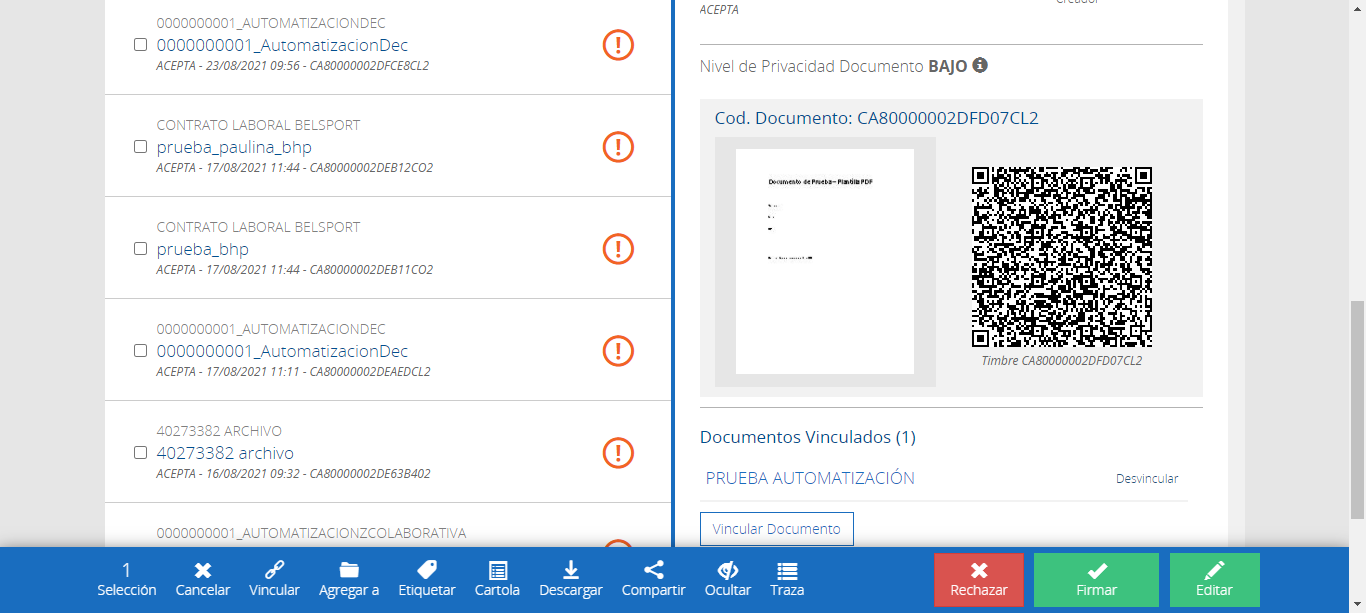 0000000001_AUTOMATIZACIONDEC
0000000001_AutomatizacionDec
ACEPTA - 23/08/2021 09:56 - CA80000002DFCE8CL2
CONTRATO LABORAL BELSPORT
prueba_paulina_bhp
ACEPTA - 17/08/2021 11:44 - CA80000002DEB12CO2
CONTRATO LABORAL BELSPORT
prueba_bhp
ACEPTA - 17/08/2021 11:44 - CA80000002DEB11CO2
0000000001_AUTOMATIZACIONDEC
0000000001_AutomatizacionDec
ACEPTA - 17/08/2021 11:11 - CA80000002DEAEDCL2
40273382 ARCHIVO
40273382 archivo
ACEPTA - 16/08/2021 09:32 - CA80000002DE63B402
0000000001_AUTOMATIZACIONZCOLABORATIVA
ACEPTA
Creador
Nivel de Privacidad Documento BAJO
Cod. Documento: CA80000002DFD07CL2
Documento de Prueba – Plantilla PDF
Timbre CA80000002DFD07CL2
Documentos Vinculados (1)
PRUEBA AUTOMATIZACIÓN Desvincular
Vincular Documento
1
Selección Cancelar Vincular Agregar a Etiquetar Cartola Descargar Compartir Ocultar Traza Rechazar Firmar Editar